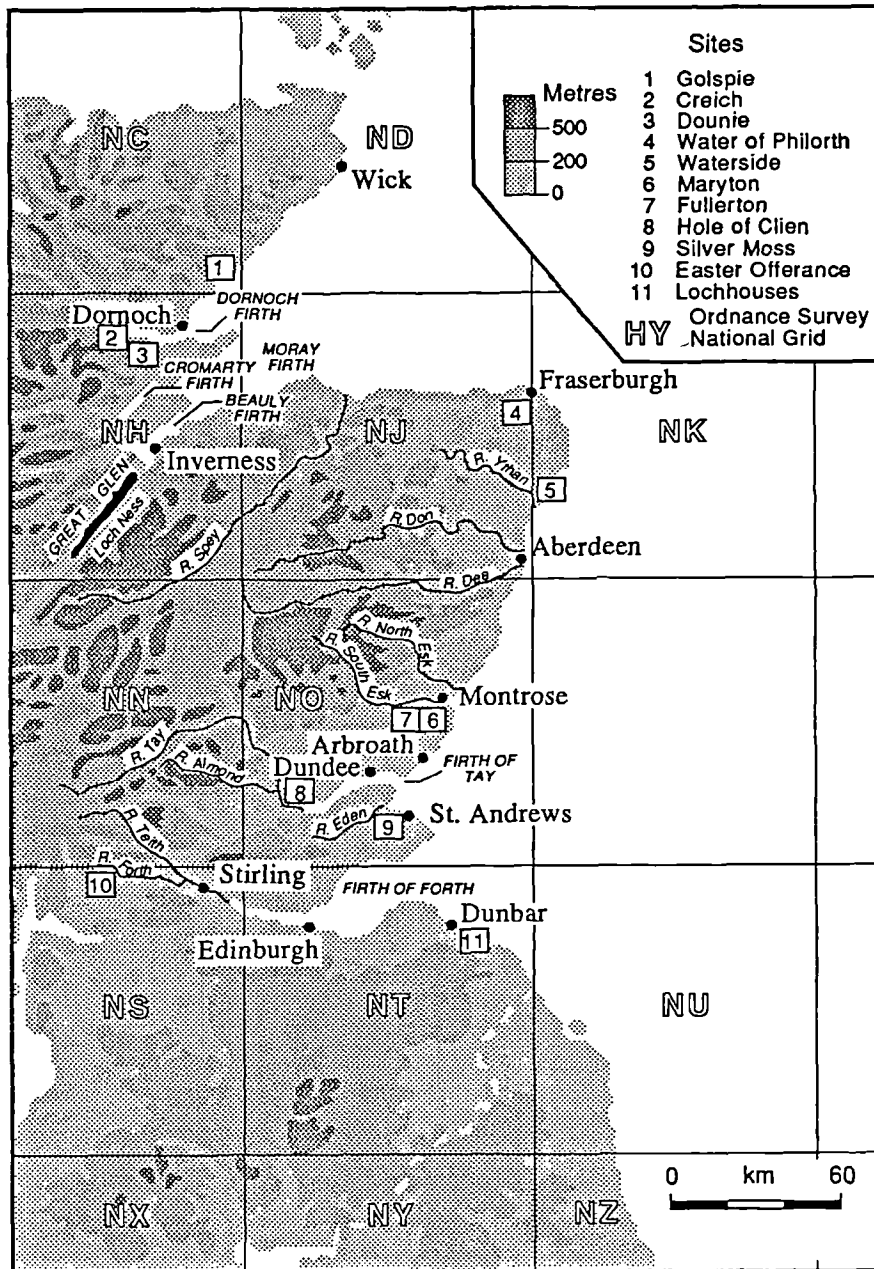 Sites
1 Golspie
2 Creich
3 Dounie
4 Water of Philorth
5 Waterside
6 Maryton
7 Fullerton
8 Hole of Clien
9 Silver Moss
10 Easter Offerance
11 Lochhouses
HY Ordnance Survey
National Grid
Metres
500
200
0
NC
ND
Wick
1
Dornoch
DORNOCH
FIRTH
2
3
CROMARTY
FIRTH
MORAY
FIRTH
BEAULY
FIRTH
Fraserburgh
4
NH
NJ
NK
Inverness
GREAT GLEN
Loch Ness
R. Spey
R. Ythan
5
R. Don
Aberdeen
R. Dee
R. North Esk
R. South Esk
NN
NO
Montrose
7
6
R. Tay
R. Almond
Arbroath
Dundee
FIRTH OF
TAY
8
R. Eden
9
St. Andrews
R. Teith
R. Forth
10
Stirling
FIRTH OF FORTH
Dunbar
11
Edinburgh
NS
NT
NU
NX
NY
NZ
0 km 60